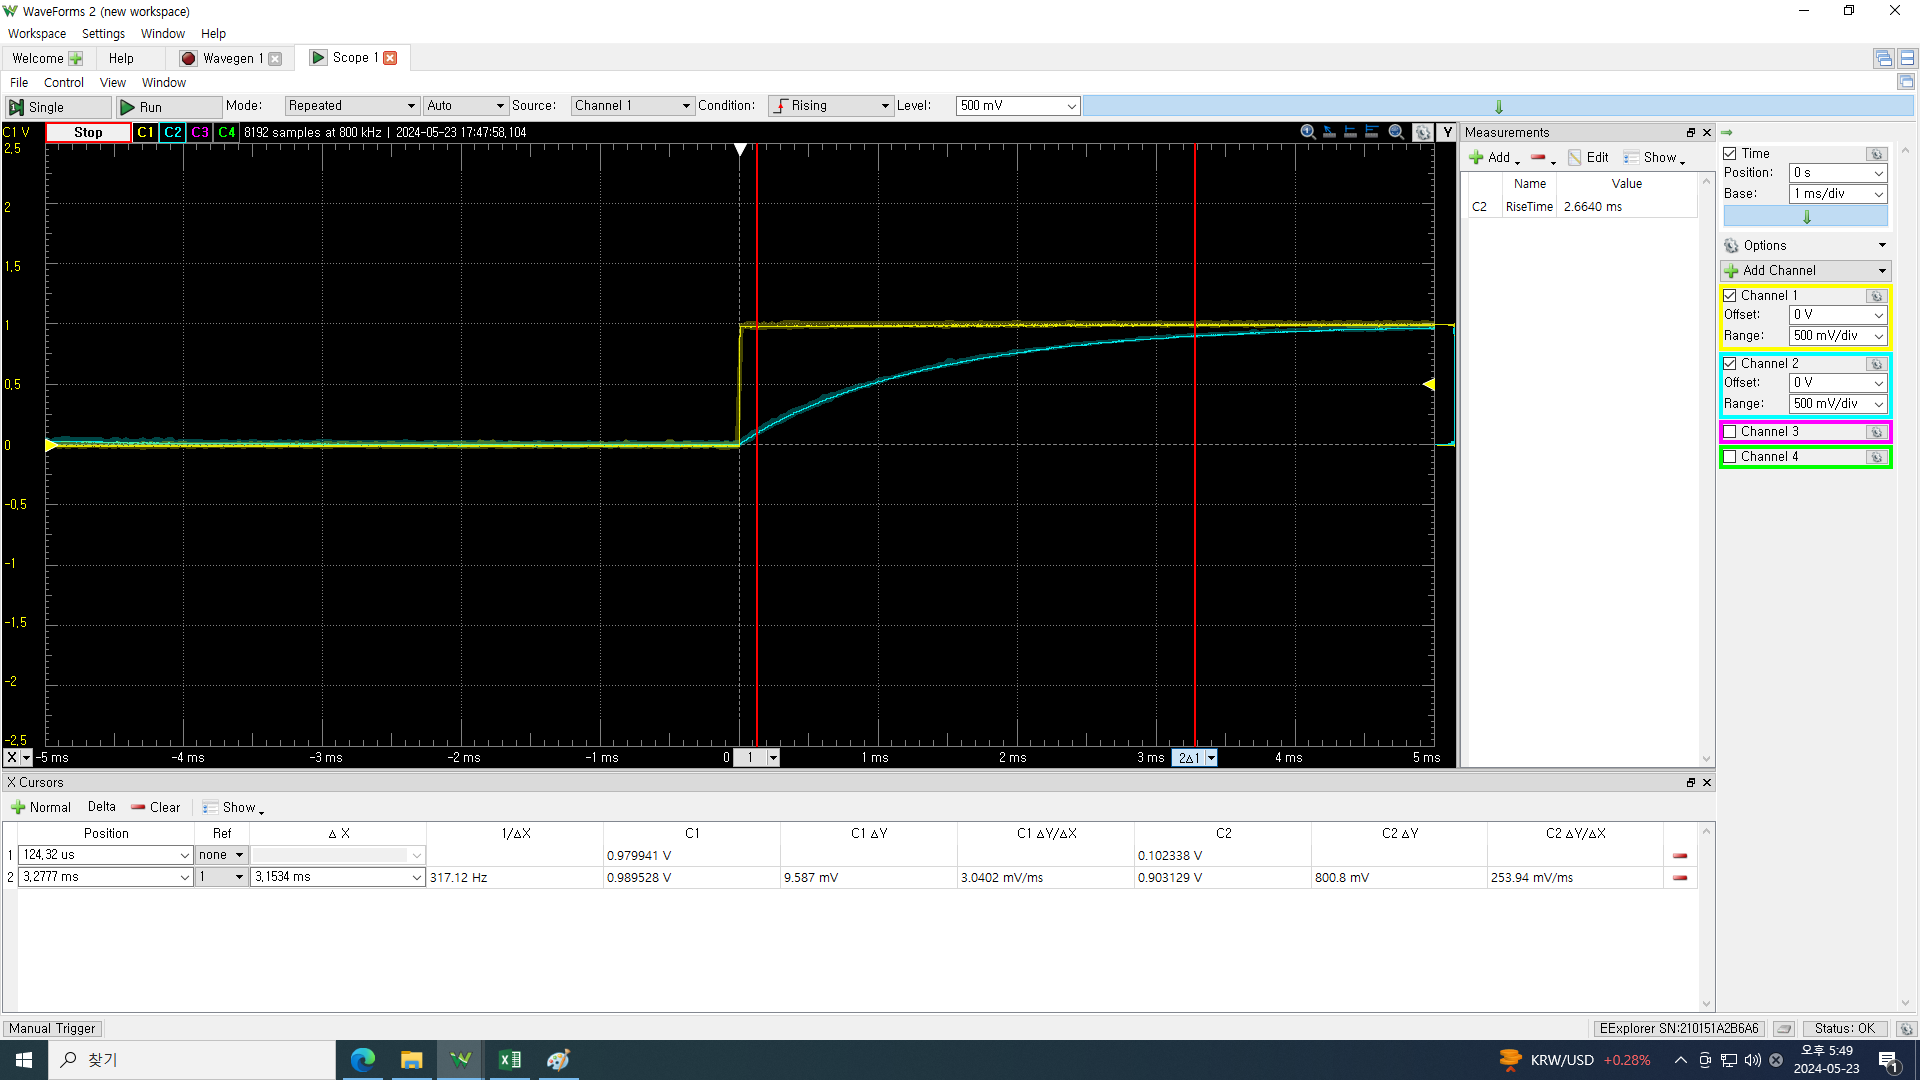 WaveForms 2 (new workspace)
Workspace Settings Window Help
Welcome Help Wavegen 1 Scope 1
File Control View Window
Single Run Mode: Repeated Auto Source: Channel 1 Condition: Rising Level: 500 mV
C1 V Stop C1 C2 C3 C4 8192 samples at 800 kHz | 2024-05-23 17:47:58,104 Y
2,5
2
1,5
1
0,5
0
-0,5
-1
-1,5
-2
-2,5
X -5 ms -4 ms -3 ms -2 ms -1 ms 0 1 1 ms 2 ms 3 ms 2△1 4 ms 5 ms
Measurements
Add Edit Show
Name Value
C2 RiseTime 2.6640 ms
Time
Position: 0 s
Base: 1 ms/div
Options
Add Channel
Channel 1
Offset: 0 V
Range: 500 mV/div
Channel 2
Offset: 0 V
Range: 500 mV/div
Channel 3
Channel 4
X Cursors
Normal Delta Clear Show
Position Ref △ X 1/△X C1 C1 △Y C1 △Y/△X C2 C2 △Y C2 △Y/△X
1 124,32 us none 0.979941 V 0.102338 V
2 3,2777 ms 1 3,1534 ms 317.12 Hz 0.989528 V 9.587 mV 3.0402 mV/ms 0.903129 V 800.8 mV 253.94 mV/ms
Manual Trigger EExplorer SN:210151A2B6A6 Status: OK
찾기 KRW/USD +0.28% 오후 5:49
2024-05-23 1